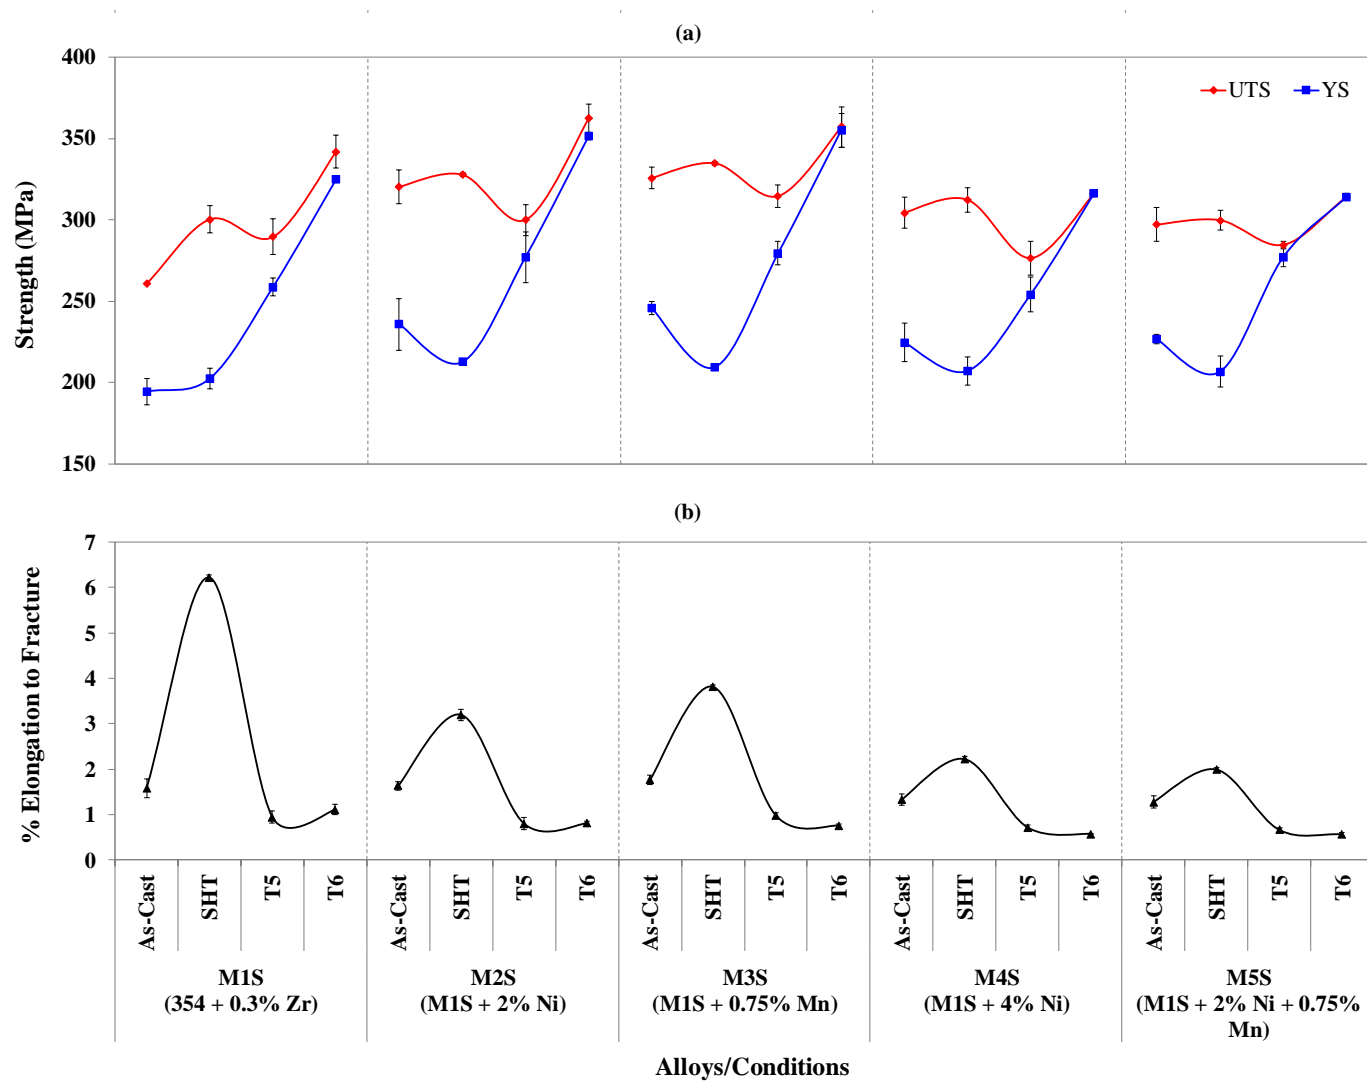 (a)
400
350
300
250
200
150
Strength (MPa)
UTS
YS
(b)
7
6
5
4
3
2
1
0
% Elongation to Fracture
As-Cast
SHT
T5
T6
As-Cast
SHT
T5
T6
As-Cast
SHT
T5
T6
As-Cast
SHT
T5
T6
As-Cast
SHT
T5
T6
M1S
(354 + 0.3% Zr)
M2S
(M1S + 2% Ni)
M3S
(M1S + 0.75% Mn)
M4S
(M1S + 4% Ni)
M5S
(M1S + 2% Ni + 0.75%
Mn)
Alloys/Conditions